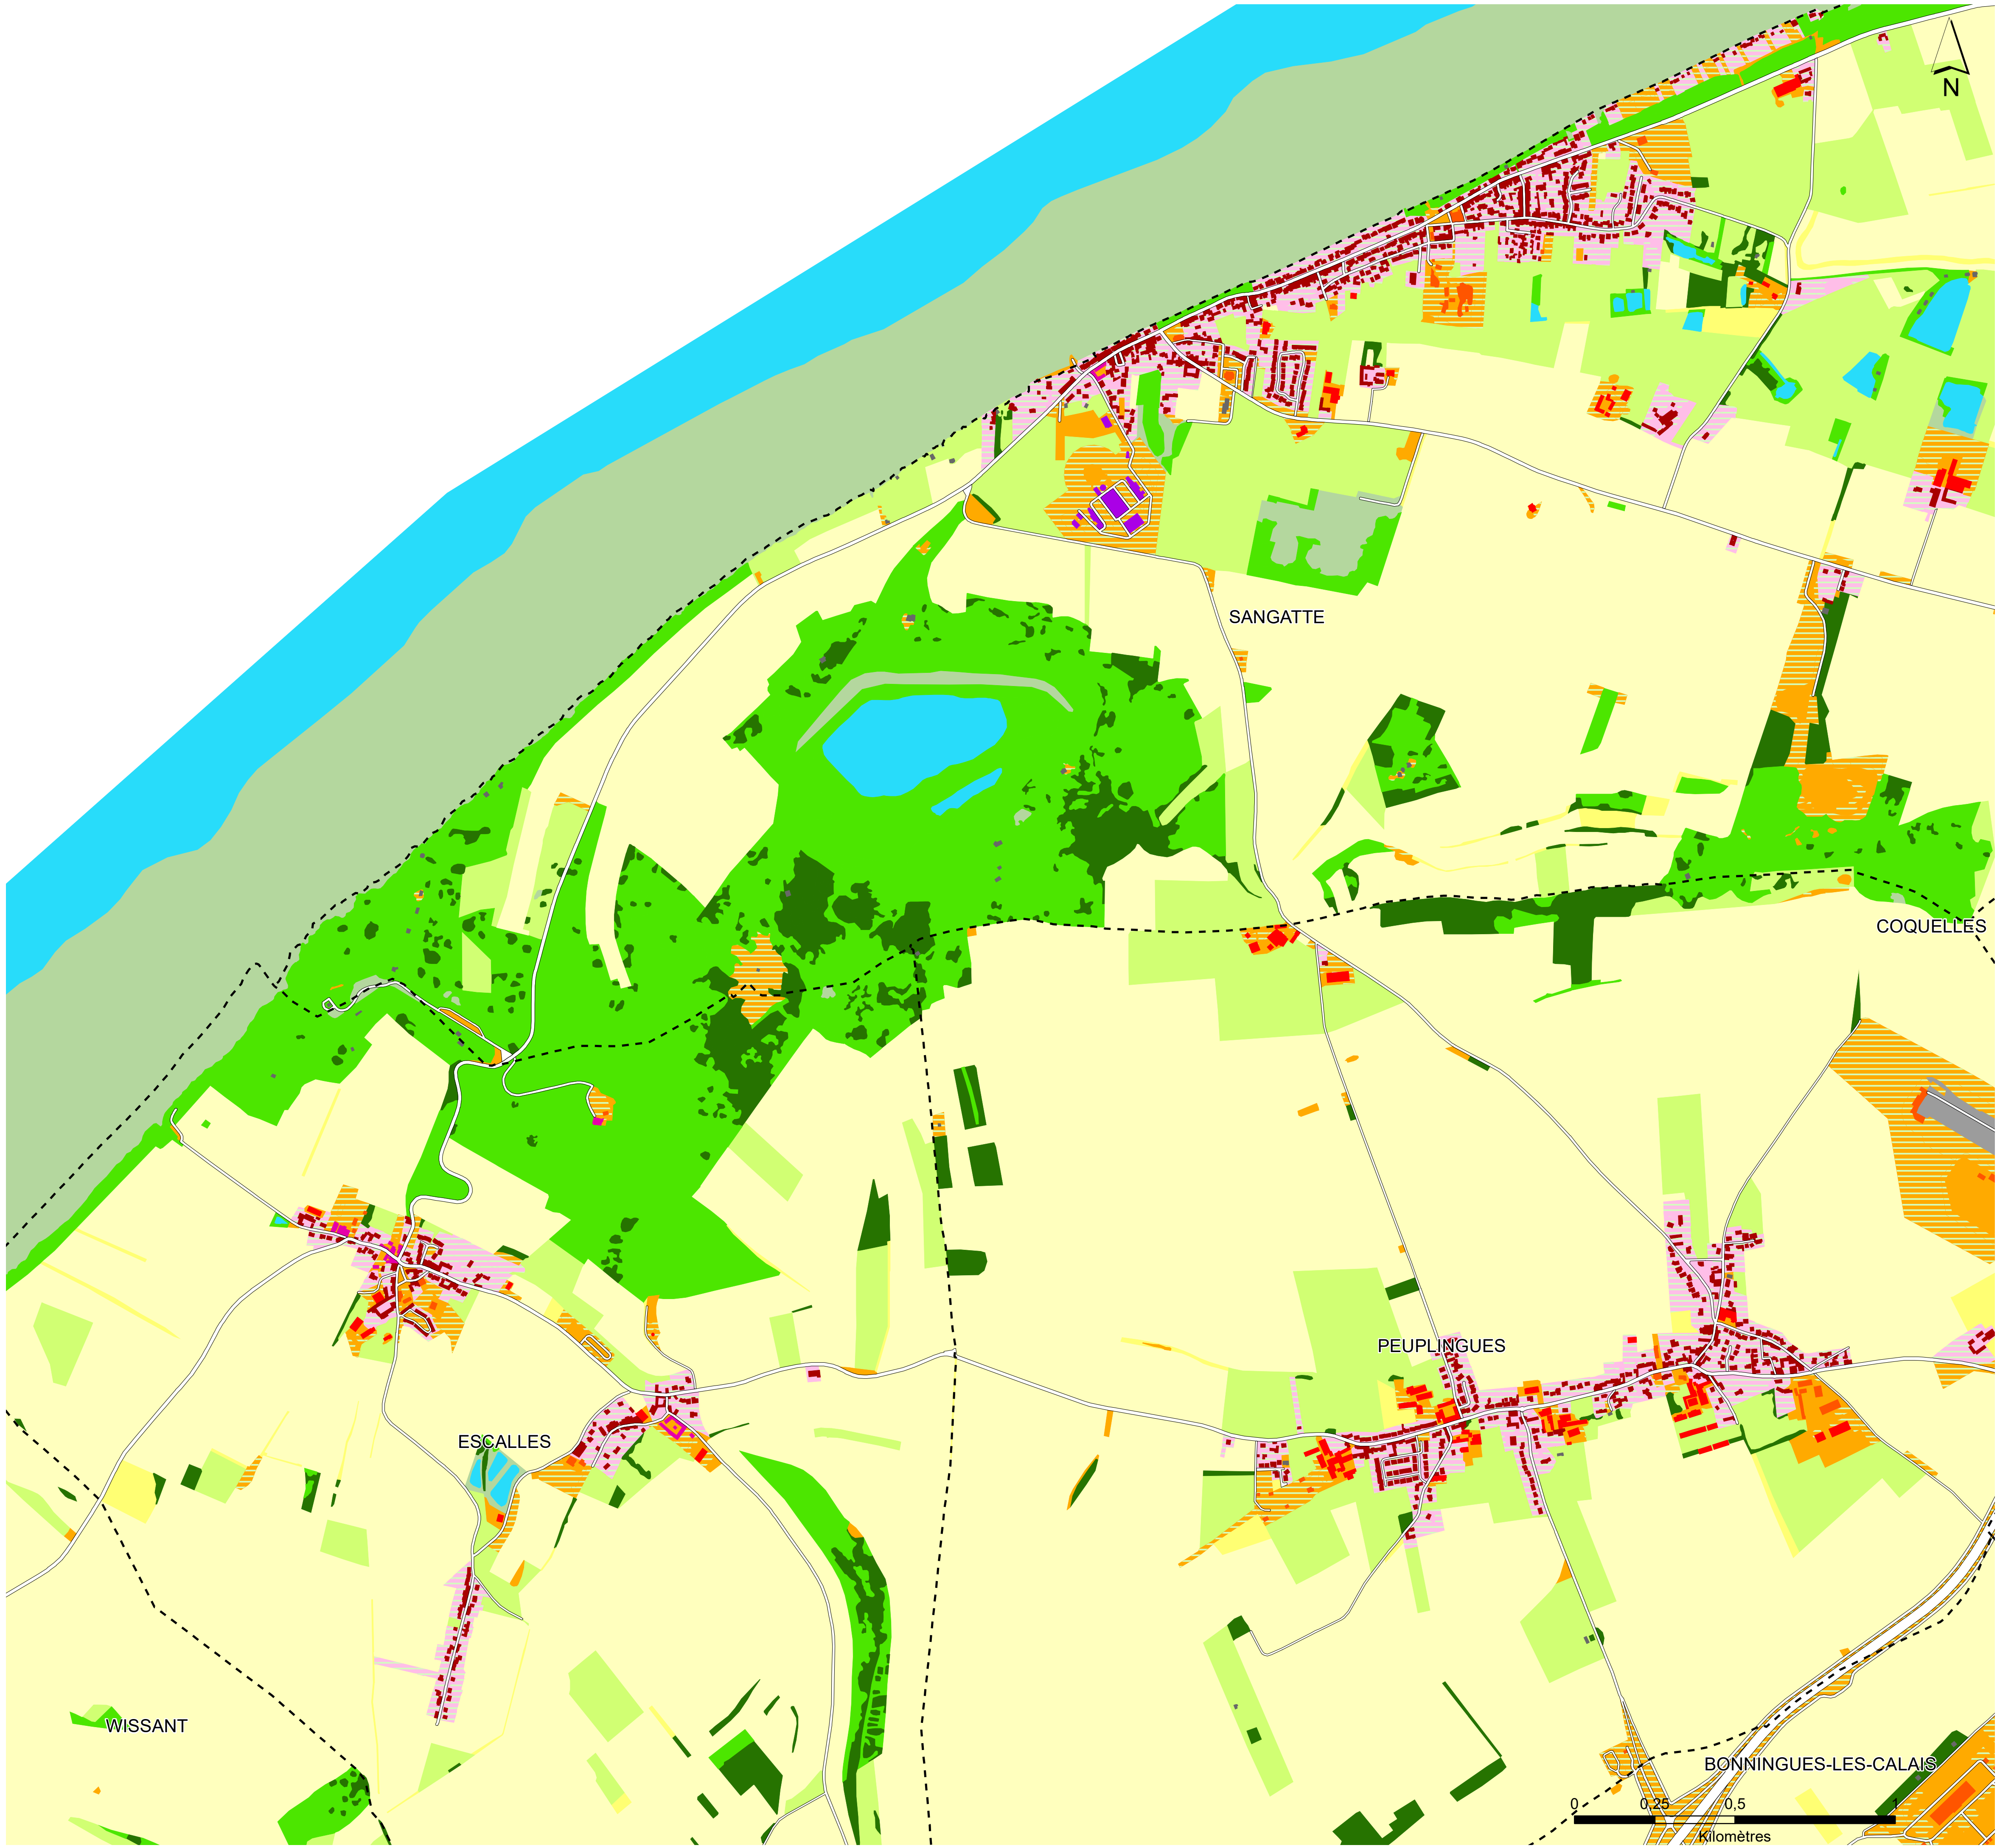 N
SANGATTE
COQUELLES
PEUPLINGUES
ESCALLES
WISSANT
BONNINGUES-LES-CALAIS
0 0,25 0,5 1
Kilomètres